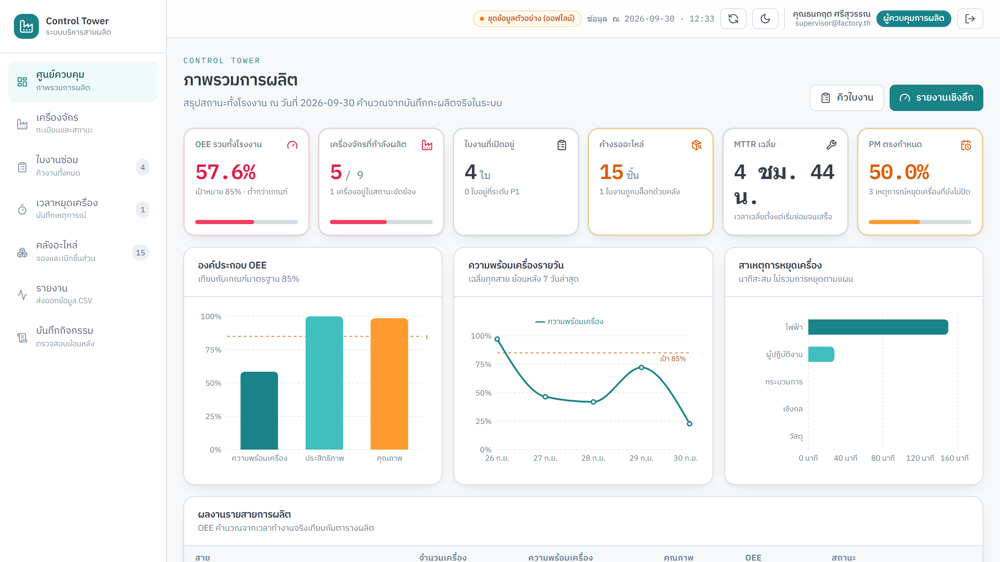 Control Tower
ระบบบริหารสายผลิต
ศูนย์ควบคุม
ภาพรวมการผลิต
เครื่องจักร
ทะเบียนและสถานะ
ใบงานซ่อม
คิวงานทั้งหมด
4
เวลาหยุดเครื่อง
บันทึกเหตุการณ์
1
คลังอะไหล่
จองและเบิกชิ้นส่วน
15
รายงาน
ส่งออกข้อมูล CSV
บันทึกกิจกรรม
ตรวจสอบย้อนหลัง
ชุดข้อมูลตัวอย่าง (ออฟไลน์)
ข้อมูล ณ 2026-09-30 · 12:33
คุณธนกฤต ศรีสุวรรณ
supervisor@factory.th
ผู้ควบคุมการผลิต
CONTROL TOWER
ภาพรวมการผลิต
สรุปสถานะทั้งโรงงาน ณ วันที่ 2026-09-30 คำนวณจากบันทึกกะผลิตจริงในระบบ
คิวใบงาน
รายงานเชิงลึก
OEE รวมทั้งโรงงาน
57.6%
เป้าหมาย 85% · ต่ำกว่าเกณฑ์
เครื่องจักรที่กำลังผลิต
5 / 9
1 เครื่องอยู่ในสถานะขัดข้อง
ใบงานที่เปิดอยู่
4 ใบ
0 ใบอยู่ที่ระดับ P1
ค้างรออะไหล่
15 ชิ้น
1 ใบงานถูกบล็อกด้วยคลัง
MTTR เฉลี่ย
4 ชม. 44
น.
เวลาเฉลี่ยตั้งแต่เริ่มซ่อมจนเสร็จ
PM ตรงกำหนด
50.0%
3 เหตุการณ์หยุดเครื่องที่ยังไม่ปิด
องค์ประกอบ OEE
เทียบกับเกณฑ์มาตรฐาน 85%
100%
75%
50%
25%
0%
เ
ความพร้อมเครื่อง
ประสิทธิภาพ
คุณภาพ
ความพร้อมเครื่องรายวัน
เฉลี่ยทุกสาย ย้อนหลัง 7 วันล่าสุด
ความพร้อมเครื่อง
100%
75%
50%
25%
0%
เป้า 85%
26 ก.ย.
27 ก.ย.
28 ก.ย.
29 ก.ย.
30 ก.ย.
สาเหตุการหยุดเครื่อง
นาทีสะสม ไม่รวมการหยุดตามแผน
ไฟฟ้า
ผู้ปฏิบัติงาน
กระบวนการ
เชิงกล
วัสดุ
0 นาที
40 นาที
80 นาที
120 นาที
160 นาที
ผลงานรายสายการผลิต
OEE คำนวณจากเวลาทำงานจริงเทียบกับตารางผลิต
สาย
จำนวนเครื่อง
ความพร้อมเครื่อง
คุณภาพ
OEE
สถานะ